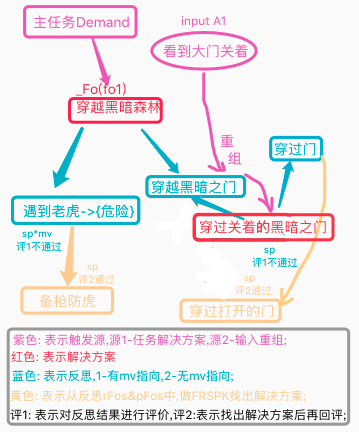 主任务Demand
input A1
看到大门关着
_Fo(fo1)
穿越黑暗森林
重
组
穿过门
穿越黑暗之门
遇到老虎->{危险}
穿过关着的黑暗之门
sp*mv
评1不通过
sp
评1不通过
sp
评2通过
sp
评2通过
备枪防虎
穿过打开的门
紫色: 表示触发源,源1-任务解决方案,源2-输入重组;
红色: 表示解决方案
蓝色: 表示反思,1-有mv指向,2-无mv指向;
黄色: 表示从反思rFos&pFos中,做FRSPK找出解决方案;
评1: 表示对反思结果进行评价,评2:表示找出解决方案后再回评;